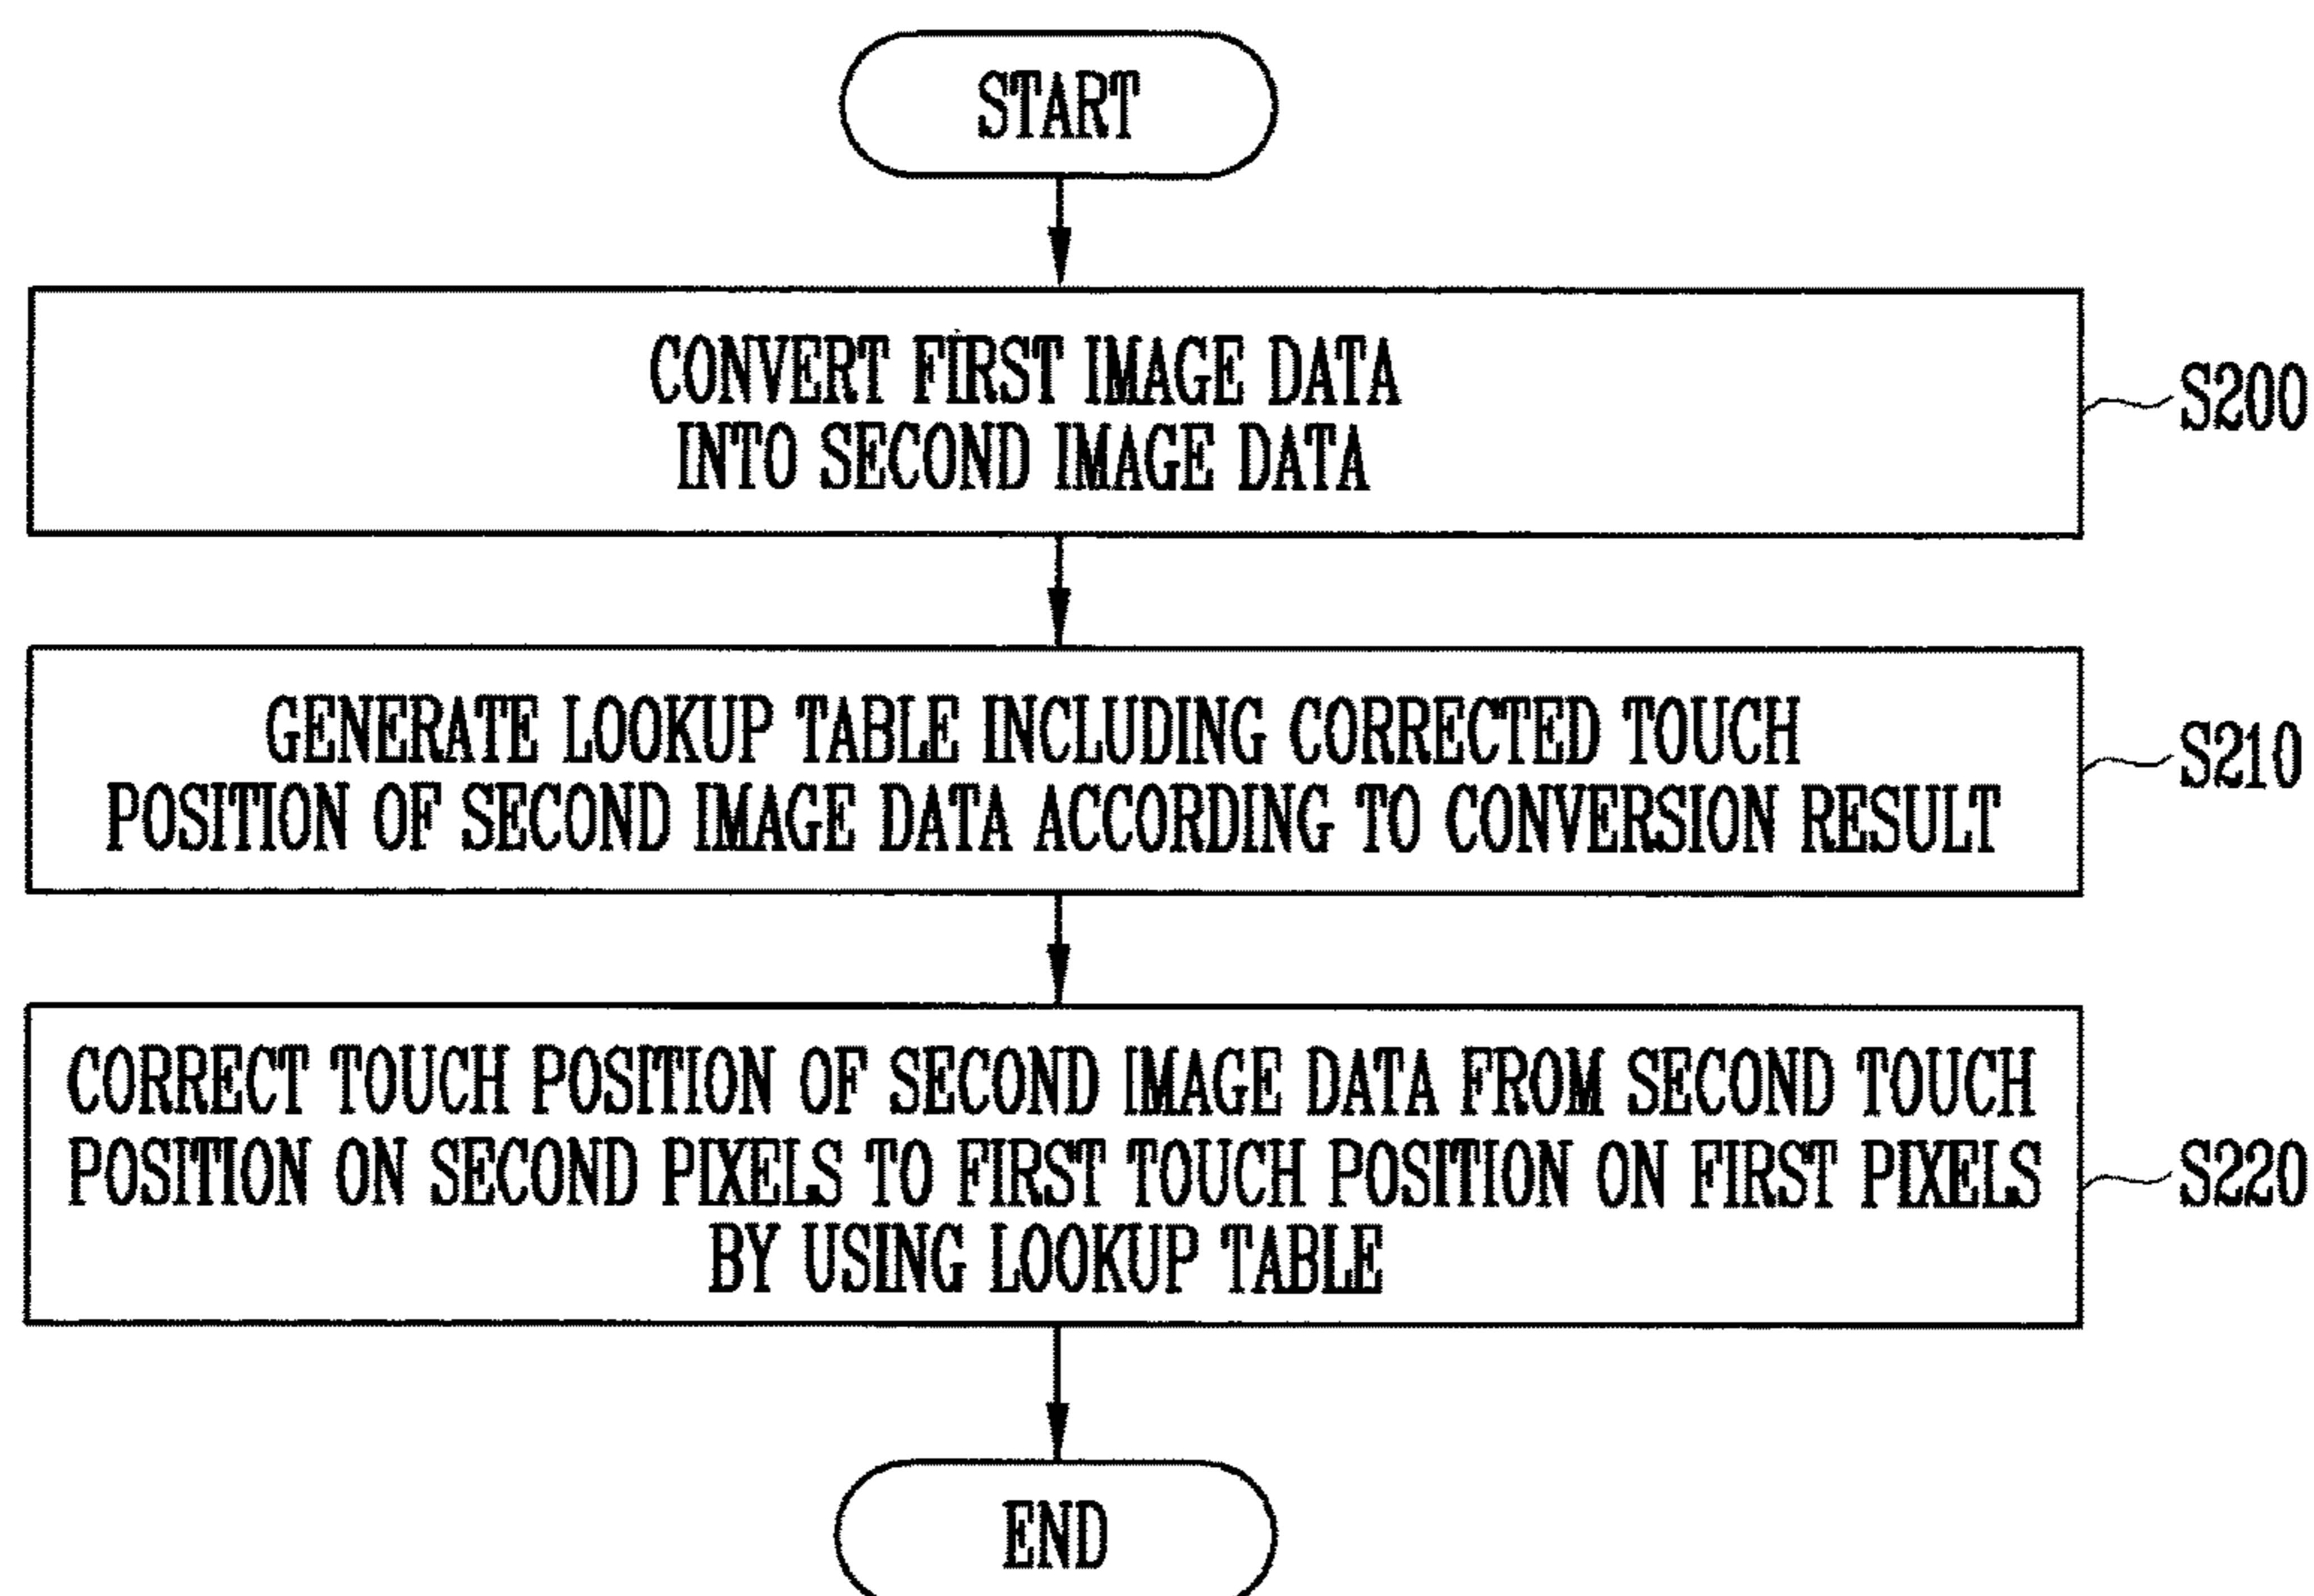 START
CONVERT FIRST IMAGE DATA
INTO SECOND IMAGE DATA
S200
GENERATE LOOKUP TABLE INCLUDING CORRECTED TOUCH
POSITION OF SECOND IMAGE DATA ACCORDING TO CONVERSION RESULT
S210
CORRECT TOUCH POSITION OF SECOND IMAGE DATA FROM SECOND TOUCH
POSITION ON SECOND PIXELS TO FIRST TOUCH POSITION ON FIRST PIXELS
BY USING LOOKUP TABLE
S220
END